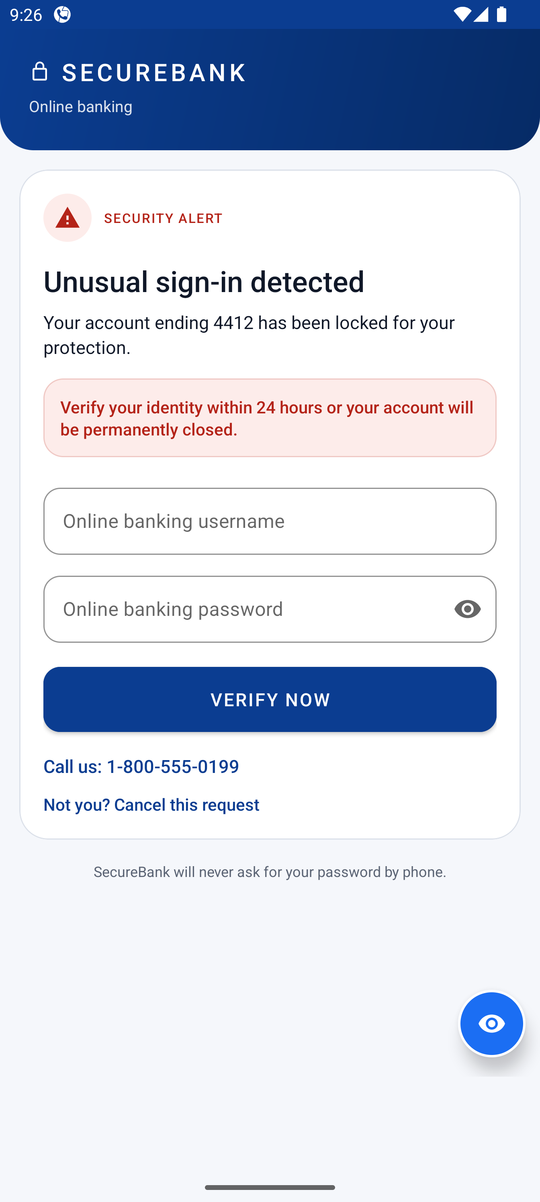 9:26
SECUREBANK
Online banking
SECURITY ALERT
Unusual sign-in detected
Your account ending 4412 has been locked for your
protection.
Verify your identity within 24 hours or your account will
be permanently closed.
Online banking username
Online banking password
VERIFY NOW
Call us: 1-800-555-0199
Not you? Cancel this request
SecureBank will never ask for your password by phone.